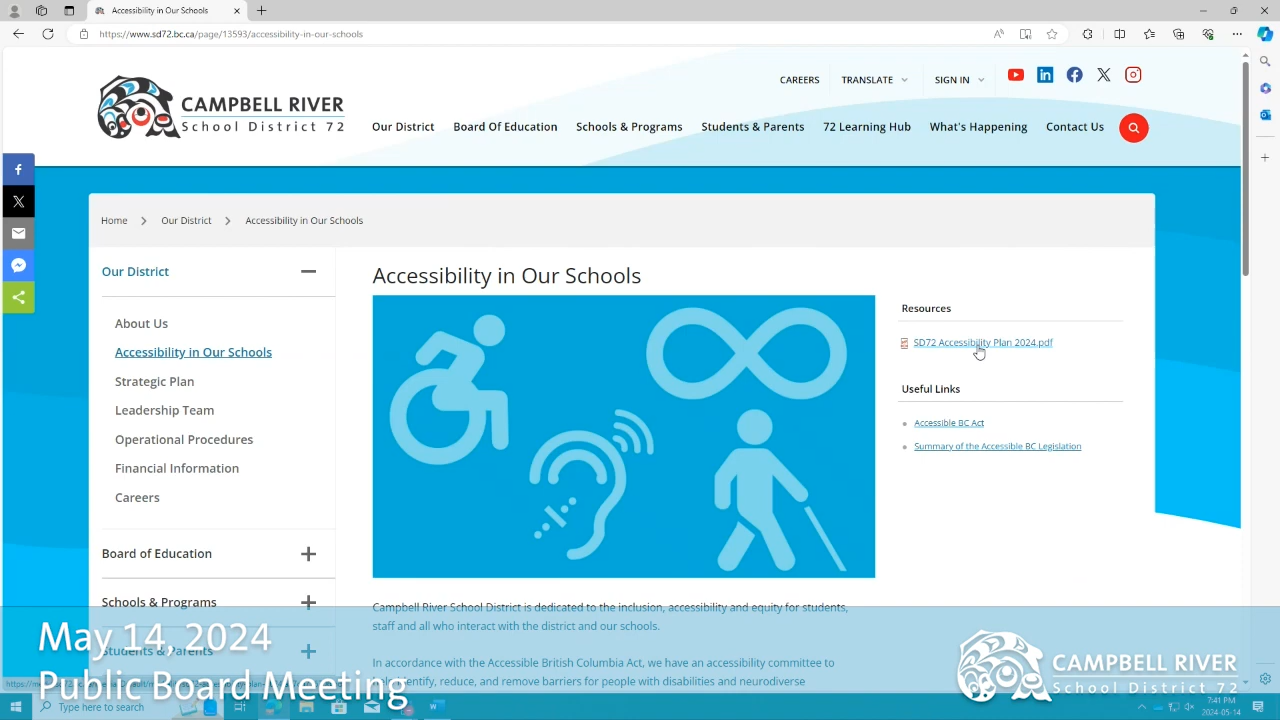 Accessibility in Our Schools
https://www.sd72.bc.ca/page/13593/accessibility-in-our-schools
CAREERS TRANSLATE SIGN IN
CAMPBELL RIVER
School District 72
Our District Board Of Education Schools & Programs Students & Parents 72 Learning Hub What's Happening Contact Us
Home Our District Accessibility in Our Schools
Our District
About Us
Accessibility in Our Schools
Strategic Plan
Leadership Team
Operational Procedures
Financial Information
Careers
Board of Education
Schools & Programs
Students & Parents
Accessibility in Our Schools
Campbell River School District is dedicated to the inclusion, accessibility and equity for students,
staff and all who interact with the district and our schools.
In accordance with the Accessible British Columbia Act, we have an accessibility committee to
identify, reduce, and remove barriers for people with disabilities and neurodiverse
Resources
SD72 Accessibility Plan 2024.pdf
Useful Links
Accessible BC Act
Summary of the Accessible BC Legislation
May 14, 2024
Public Board Meeting
CAMPBELL RIVER
School District 72
Type here to search
7:41 PM
2024-05-14